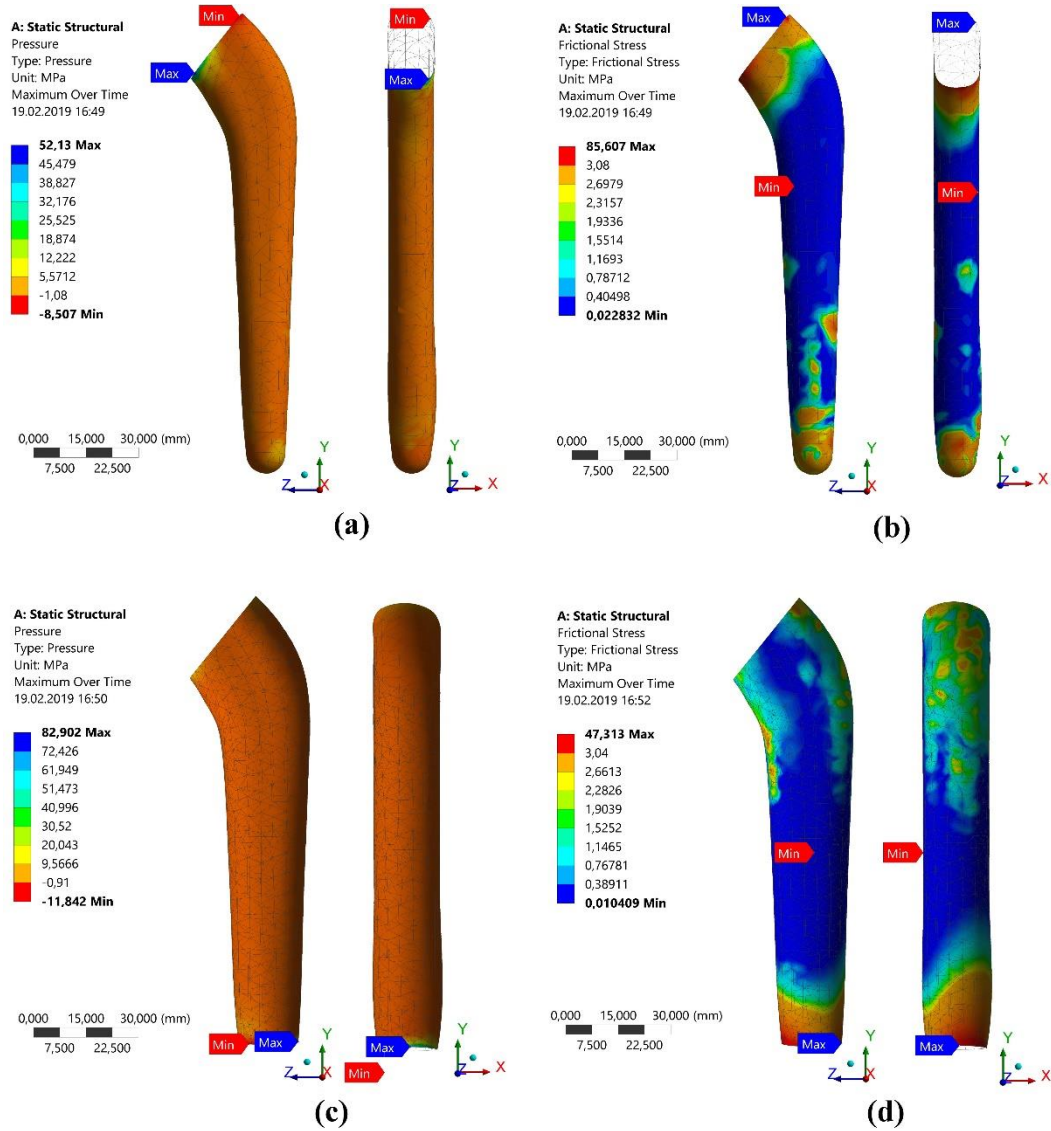 A: Static Structural
Pressure
Type: Pressure
Unit: MPa
Maximum Over Time
19.02.2019 16:49
52,13 Max
45,479
38,827
32,176
25,525
18,874
12,222
5,5712
-1,08
-8,507 Min
Min
Max
Min
Max
0,000 15,000 30,000 (mm)
7,500 22,500
Y
Z X
Y
Z X
(a)
A: Static Structural
Frictional Stress
Type: Frictional Stress
Unit: MPa
Maximum Over Time
19.02.2019 16:49
85,607 Max
3,08
2,6979
2,3157
1,9336
1,5514
1,1693
0,78712
0,40498
0,022832 Min
Max
Min
Max
Min
0,000 15,000 30,000 (mm)
7,500 22,500
Y
Z X
Y
Z X
(b)
A: Static Structural
Pressure
Type: Pressure
Unit: MPa
Maximum Over Time
19.02.2019 16:50
82,902 Max
72,426
61,949
51,473
40,996
30,52
20,043
9,5666
-0,91
-11,842 Min
Min
Max
Max
Min
0,000 15,000 30,000 (mm)
7,500 22,500
Y
Z X
Y
Z X
(c)
A: Static Structural
Frictional Stress
Type: Frictional Stress
Unit: MPa
Maximum Over Time
19.02.2019 16:52
47,313 Max
3,04
2,6613
2,2826
1,9039
1,5252
1,1465
0,76781
0,38911
0,010409 Min
Min
Max
Min
Max
0,000 15,000 30,000 (mm)
7,500 22,500
Y
Z X
Y
Z X
(d)